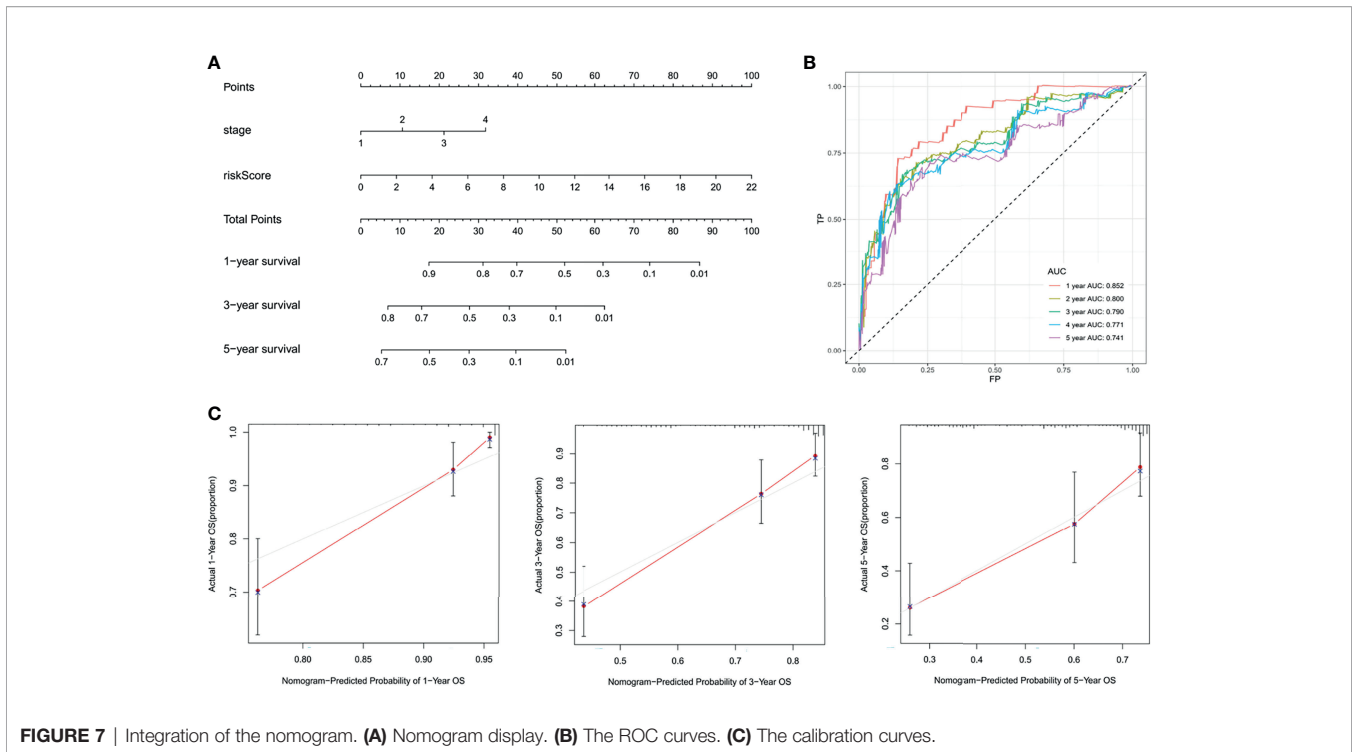 A
Points
0 10 20 30 40 50 60 70 80 90 100
stage
2 4
1 3
riskScore
0 2 4 6 8 10 12 14 16 18 20 22
Total Points
0 10 20 30 40 50 60 70 80 90 100
1-year survival
0.9 0.8 0.7 0.5 0.3 0.1 0.01
3-year survival
0.8 0.7 0.5 0.3 0.1 0.01
5-year survival
0.7 0.5 0.3 0.1 0.01
B
1.00
0.75
0.50
0.25
0.00
TP
0.00 0.25 0.50 0.75 1.00
FP
AUC
1 year AUC: 0.852
2 year AUC: 0.800
3 year AUC: 0.790
4 year AUC: 0.771
5 year AUC: 0.741
C
Actual 1-Year OS(proportion)
1.0
0.9
0.8
0.7
0.80 0.85 0.90 0.95
Nomogram-Predicted Probability of 1-Year OS
Actual 3-Year OS(proportion)
0.9
0.8
0.7
0.6
0.5
0.4
0.3
0.5 0.6 0.7 0.8
Nomogram-Predicted Probability of 3-Year OS
Actual 5-Year OS(proportion)
0.8
0.6
0.4
0.2
0.3 0.4 0.5 0.6 0.7
Nomogram-Predicted Probability of 5-Year OS
FIGURE 7 | Integration of the nomogram. (A) Nomogram display. (B) The ROC curves. (C) The calibration curves.